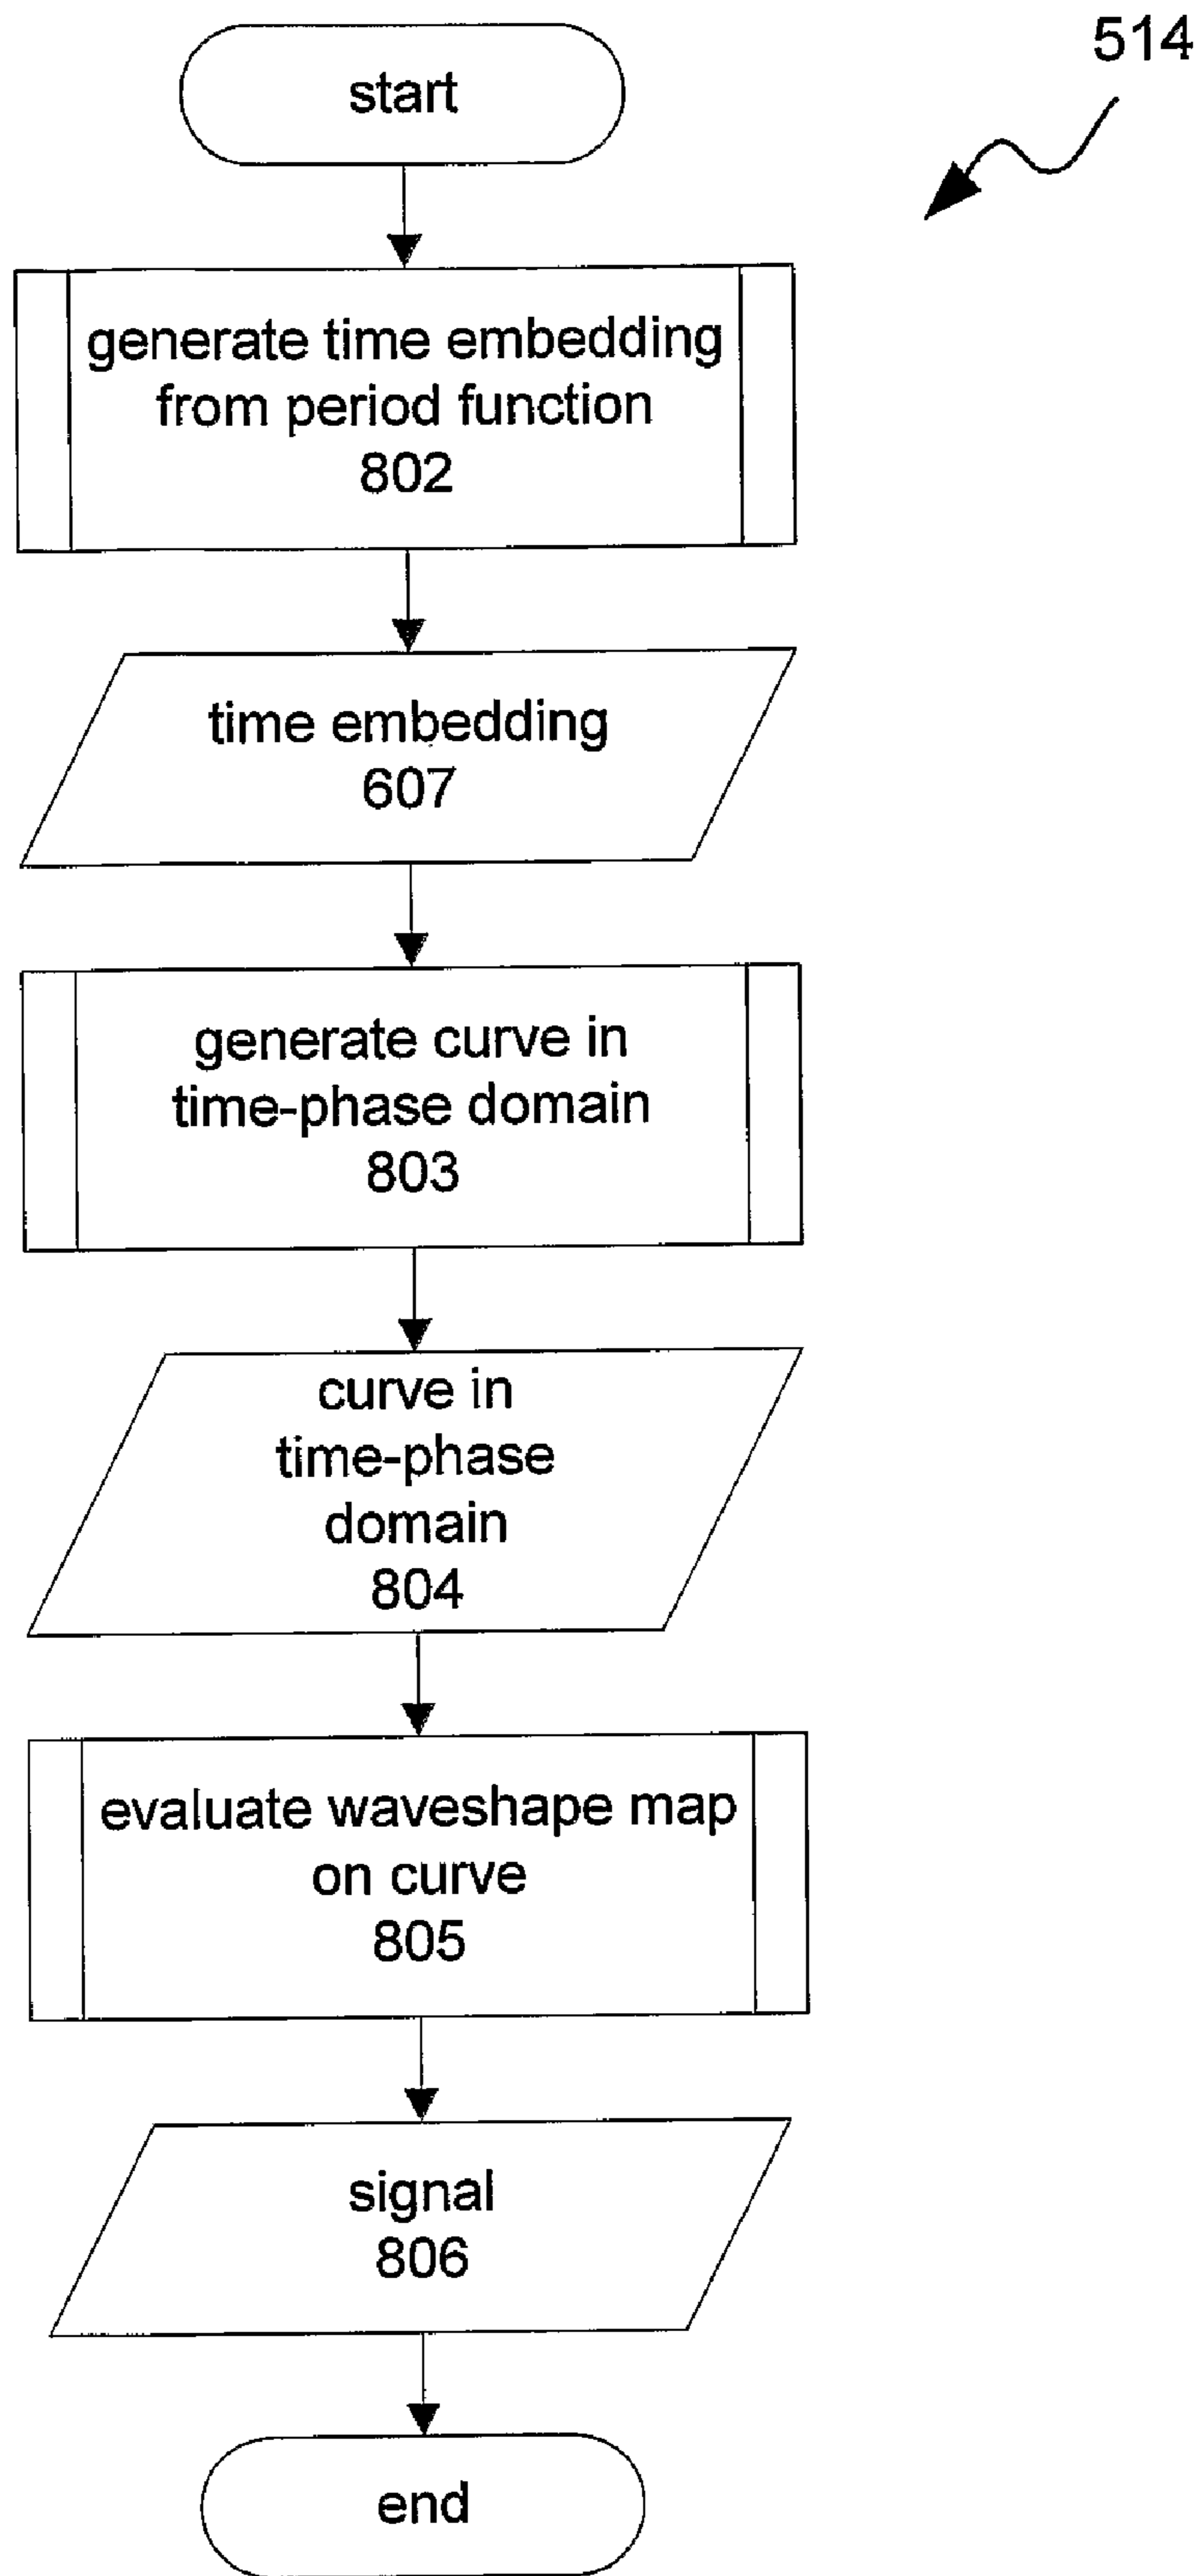 514
start
generate time embedding
from period function
802
time embedding
607
generate curve in
time-phase domain
803
curve in
time-phase
domain
804
evaluate waveshape map
on curve
805
signal
806
end